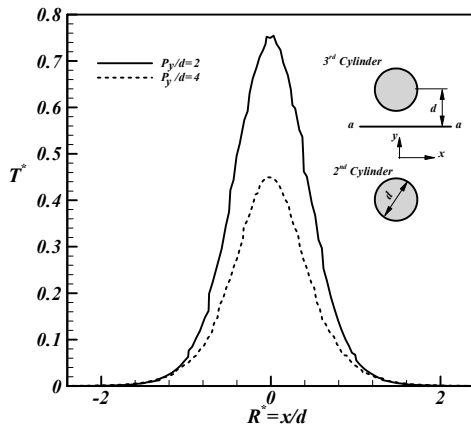 0.8
0.7
0.6
0.5
0.4
0.3
0.2
0.1
0
T*
P_y/d=2
P_y/d=4
3rd Cylinder
d
a a
y
x
2nd Cylinder
d
-2 0 2
R*=x/d